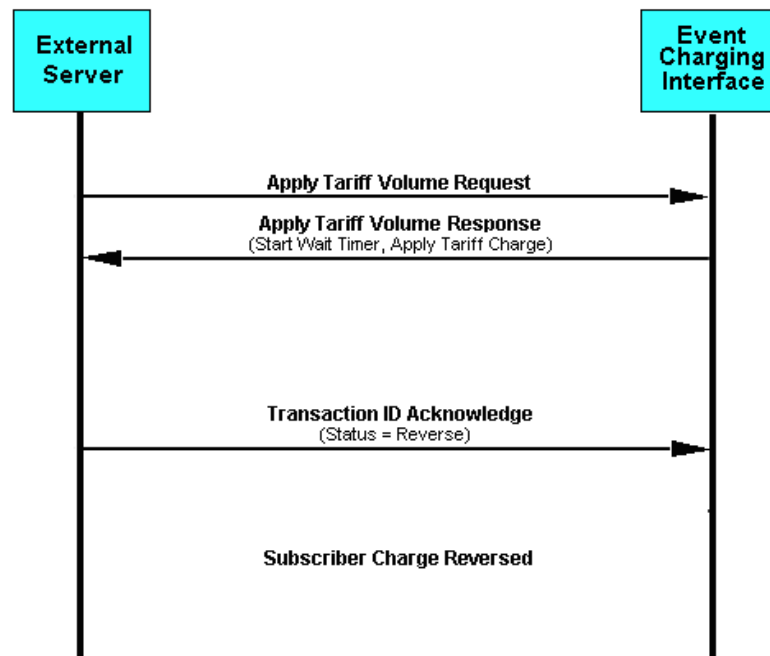 External
Server
Event
Charging
Interface
Apply Tariff Volume Request
Apply Tariff Volume Response
(Start Wait Timer, Apply Tariff Charge)
Transaction ID Acknowledge
(Status = Reverse)
Subscriber Charge Reversed